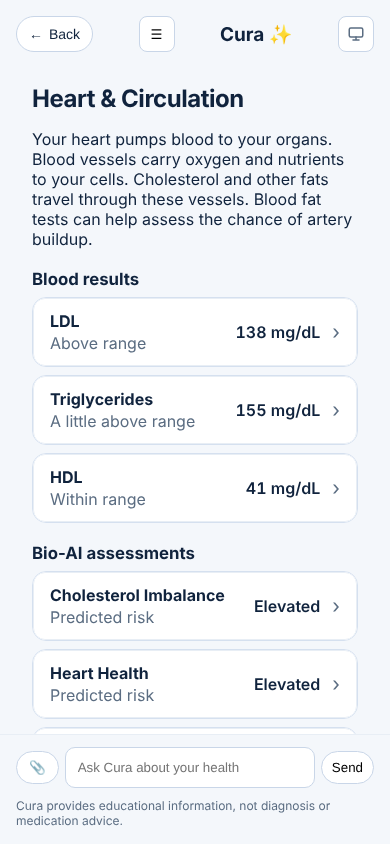 ← Back
☰
Cura ✨
Heart & Circulation
Your heart pumps blood to your organs.
Blood vessels carry oxygen and nutrients
to your cells. Cholesterol and other fats
travel through these vessels. Blood fat
tests can help assess the chance of artery
buildup.
Blood results
LDL
138 mg/dL ›
Above range
Triglycerides
155 mg/dL ›
A little above range
HDL
41 mg/dL ›
Within range
Bio-AI assessments
Cholesterol Imbalance
Elevated ›
Predicted risk
Heart Health
Elevated ›
Predicted risk
Ask Cura about your health
Send
Cura provides educational information, not diagnosis or
medication advice.